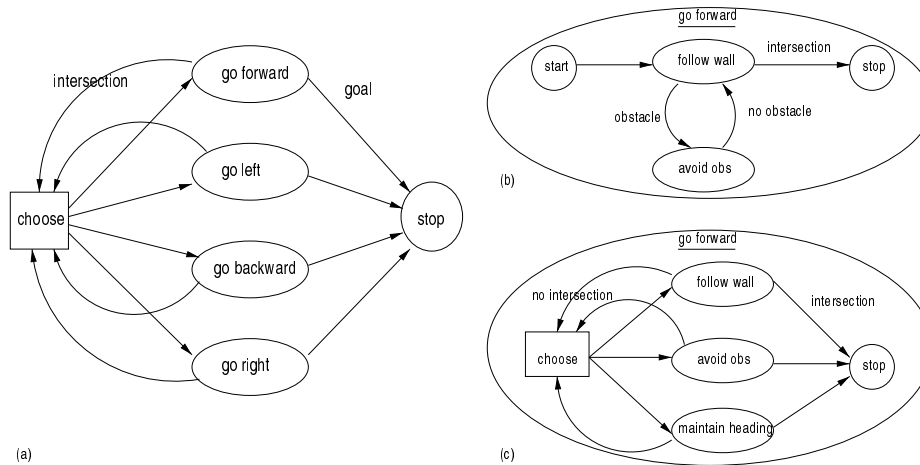 intersection
go forward
goal
go left
choose
stop
go backward
go right
(a)
go forward
start
follow wall
intersection
stop
obstacle
no obstacle
avoid obs
(b)
go forward
follow wall
no intersection
intersection
choose
avoid obs
stop
maintain heading
(c)